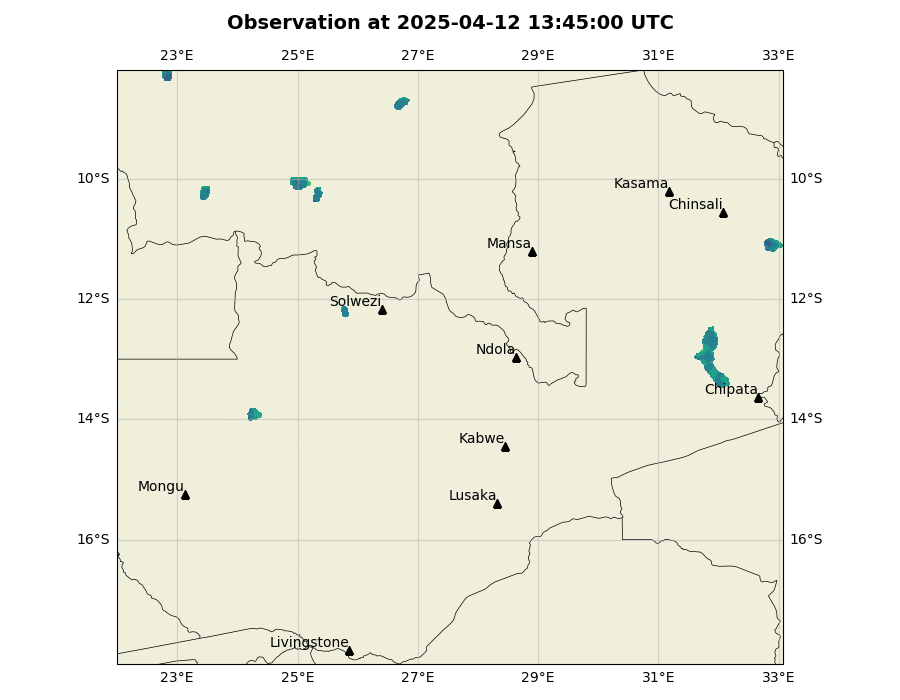 Observation at 2025-04-12 13:45:00 UTC
23°E 25°E 27°E 29°E 31°E 33°E
10°S 10°S
Kasama
Chinsali
Mansa
12°S 12°S
Solwezi
Ndola
Chipata
14°S 14°S
Kabwe
Mongu
Lusaka
16°S 16°S
Livingstone
23°E 25°E 27°E 29°E 31°E 33°E